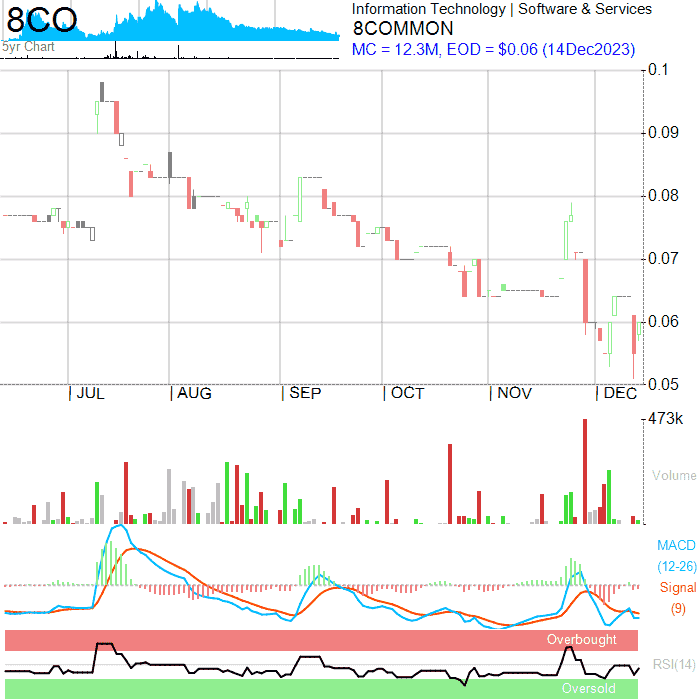 8CO
Information Technology | Software & Services
8COMMON
MC = 12.3M, EOD = $0.06 (14Dec2023)
5yr Chart
0.1
0.09
0.08
0.07
0.06
0.05
| JUL | AUG | SEP | OCT | NOV | DEC
473k
Volume
MACD
(12-26)
Signal
(9)
Overbought
RSI(14)
Oversold